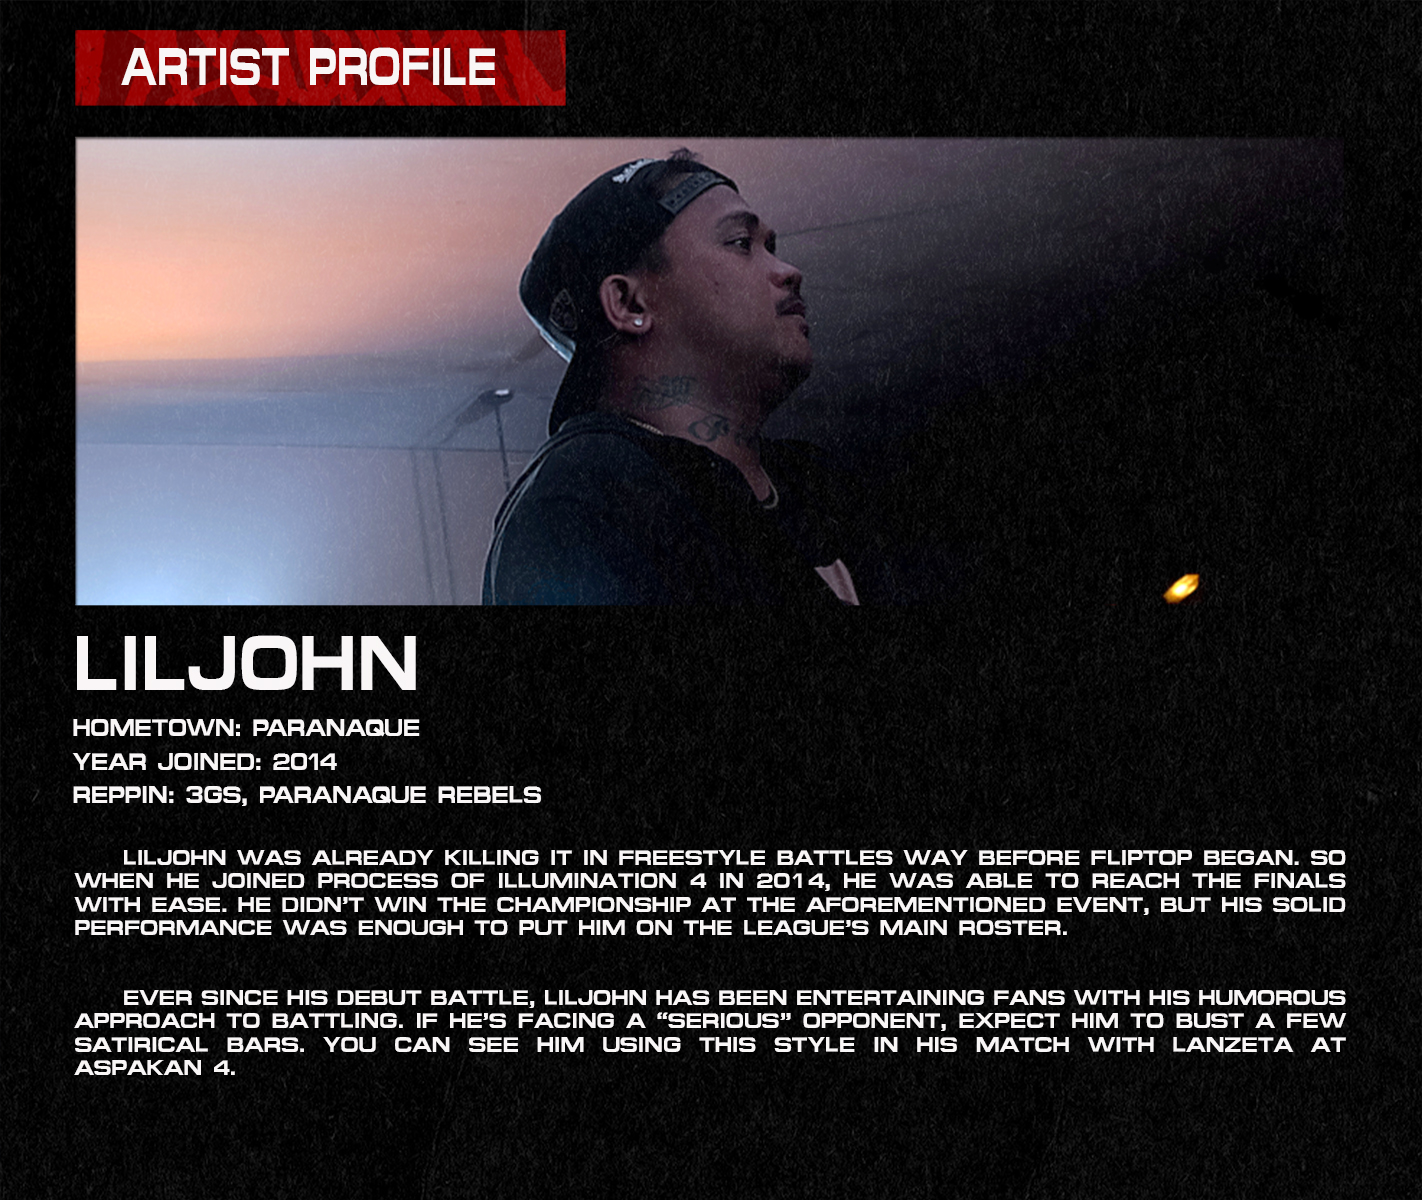 ARTIST PROFILE
LILJOHN
HOMETOWN: PARANAQUE
YEAR JOINED: 2014
REPPIN: 3GS, PARANAQUE REBELS
LILJOHN WAS ALREADY KILLING IT IN FREESTYLE BATTLES WAY BEFORE FLIPTOP BEGAN. SO
WHEN HE JOINED PROCESS OF ILLUMINATION 4 IN 2014, HE WAS ABLE TO REACH THE FINALS
WITH EASE. HE DIDN'T WIN THE CHAMPIONSHIP AT THE AFOREMENTIONED EVENT, BUT HIS SOLID
PERFORMANCE WAS ENOUGH TO PUT HIM ON THE LEAGUE'S MAIN ROSTER.
EVER SINCE HIS DEBUT BATTLE, LILJOHN HAS BEEN ENTERTAINING FANS WITH HIS HUMOROUS
APPROACH TO BATTLING. IF HE'S FACING A “SERIOUS” OPPONENT, EXPECT HIM TO BUST A FEW
SATIRICAL BARS. YOU CAN SEE HIM USING THIS STYLE IN HIS MATCH WITH LANZETA AT
ASPAKAN 4.